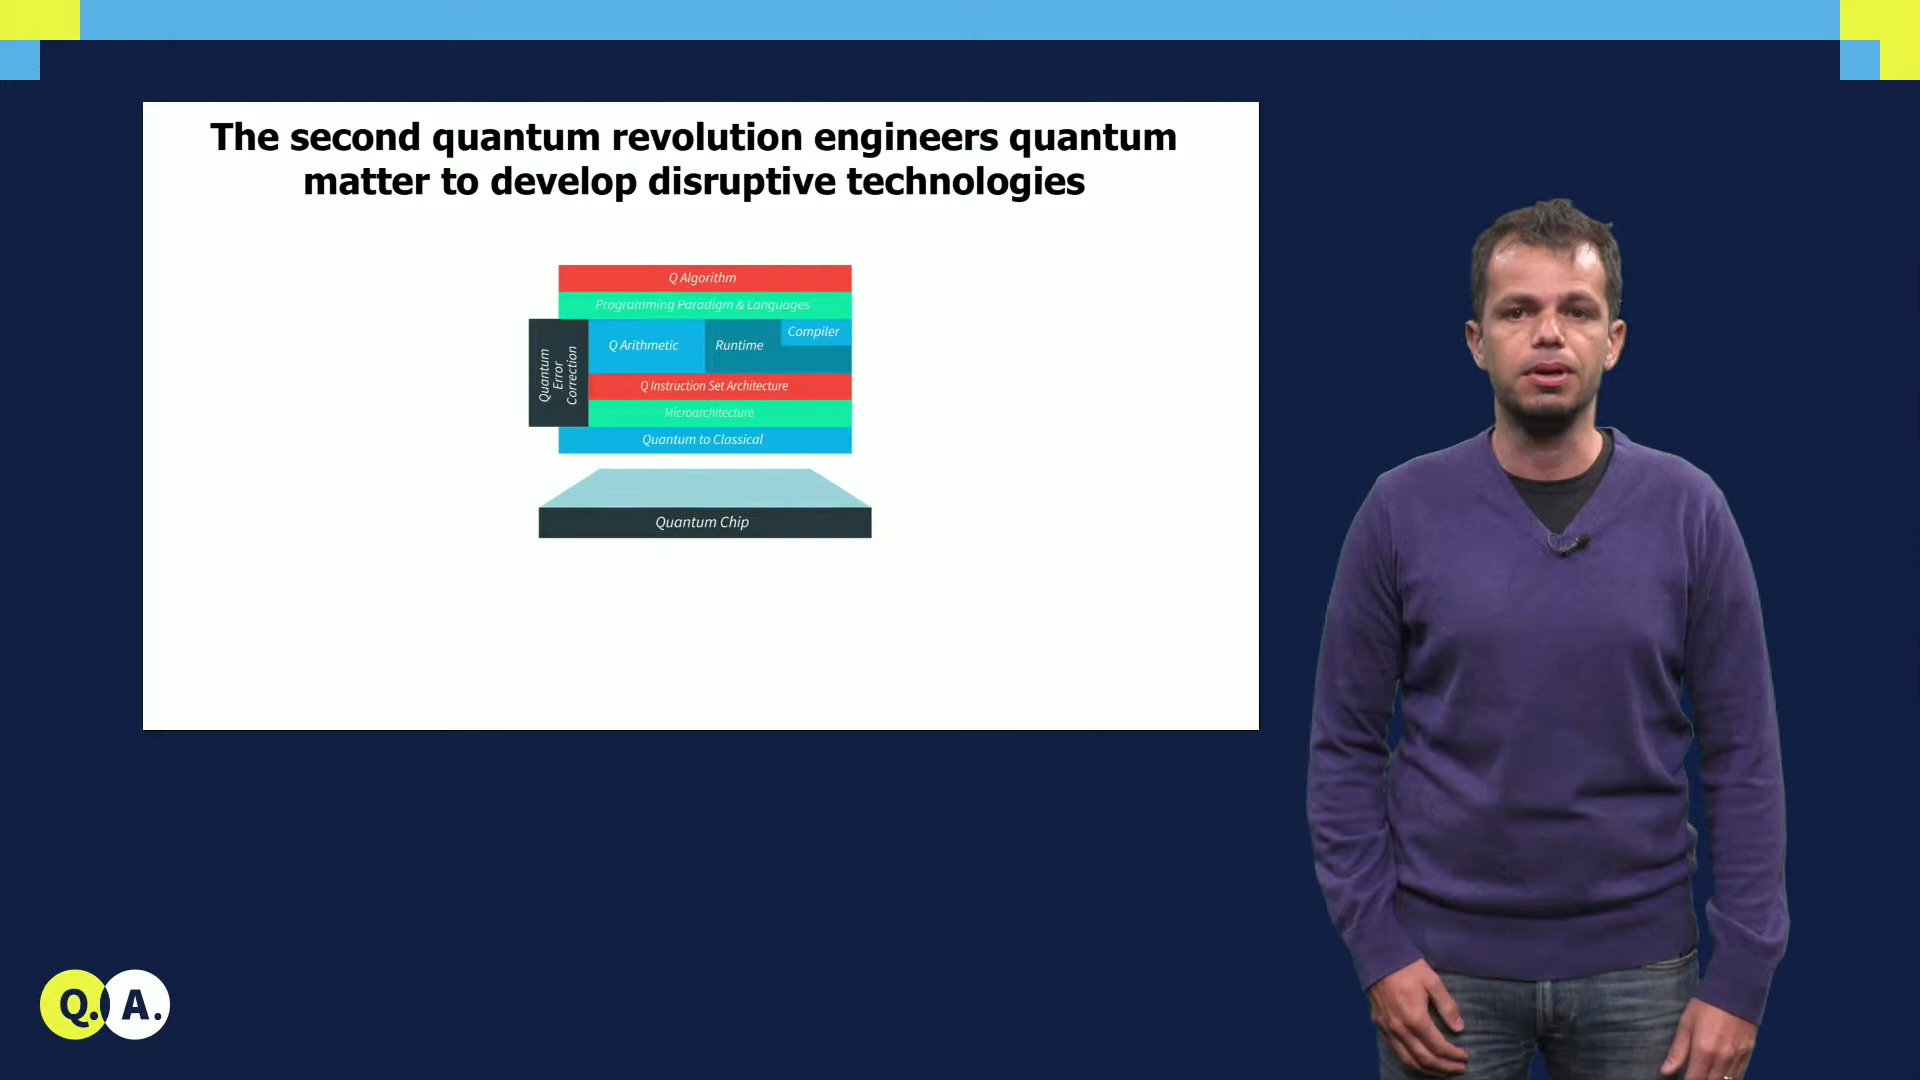 The second quantum revolution engineers quantum
matter to develop disruptive technologies
Q Algorithm
Programming Paradigm & Languages
Quantum
Error
Correction
Q Arithmetic
Runtime
Compiler
Q Instruction Set Architecture
Microarchitecture
Quantum to Classical
Quantum Chip
Q. A.